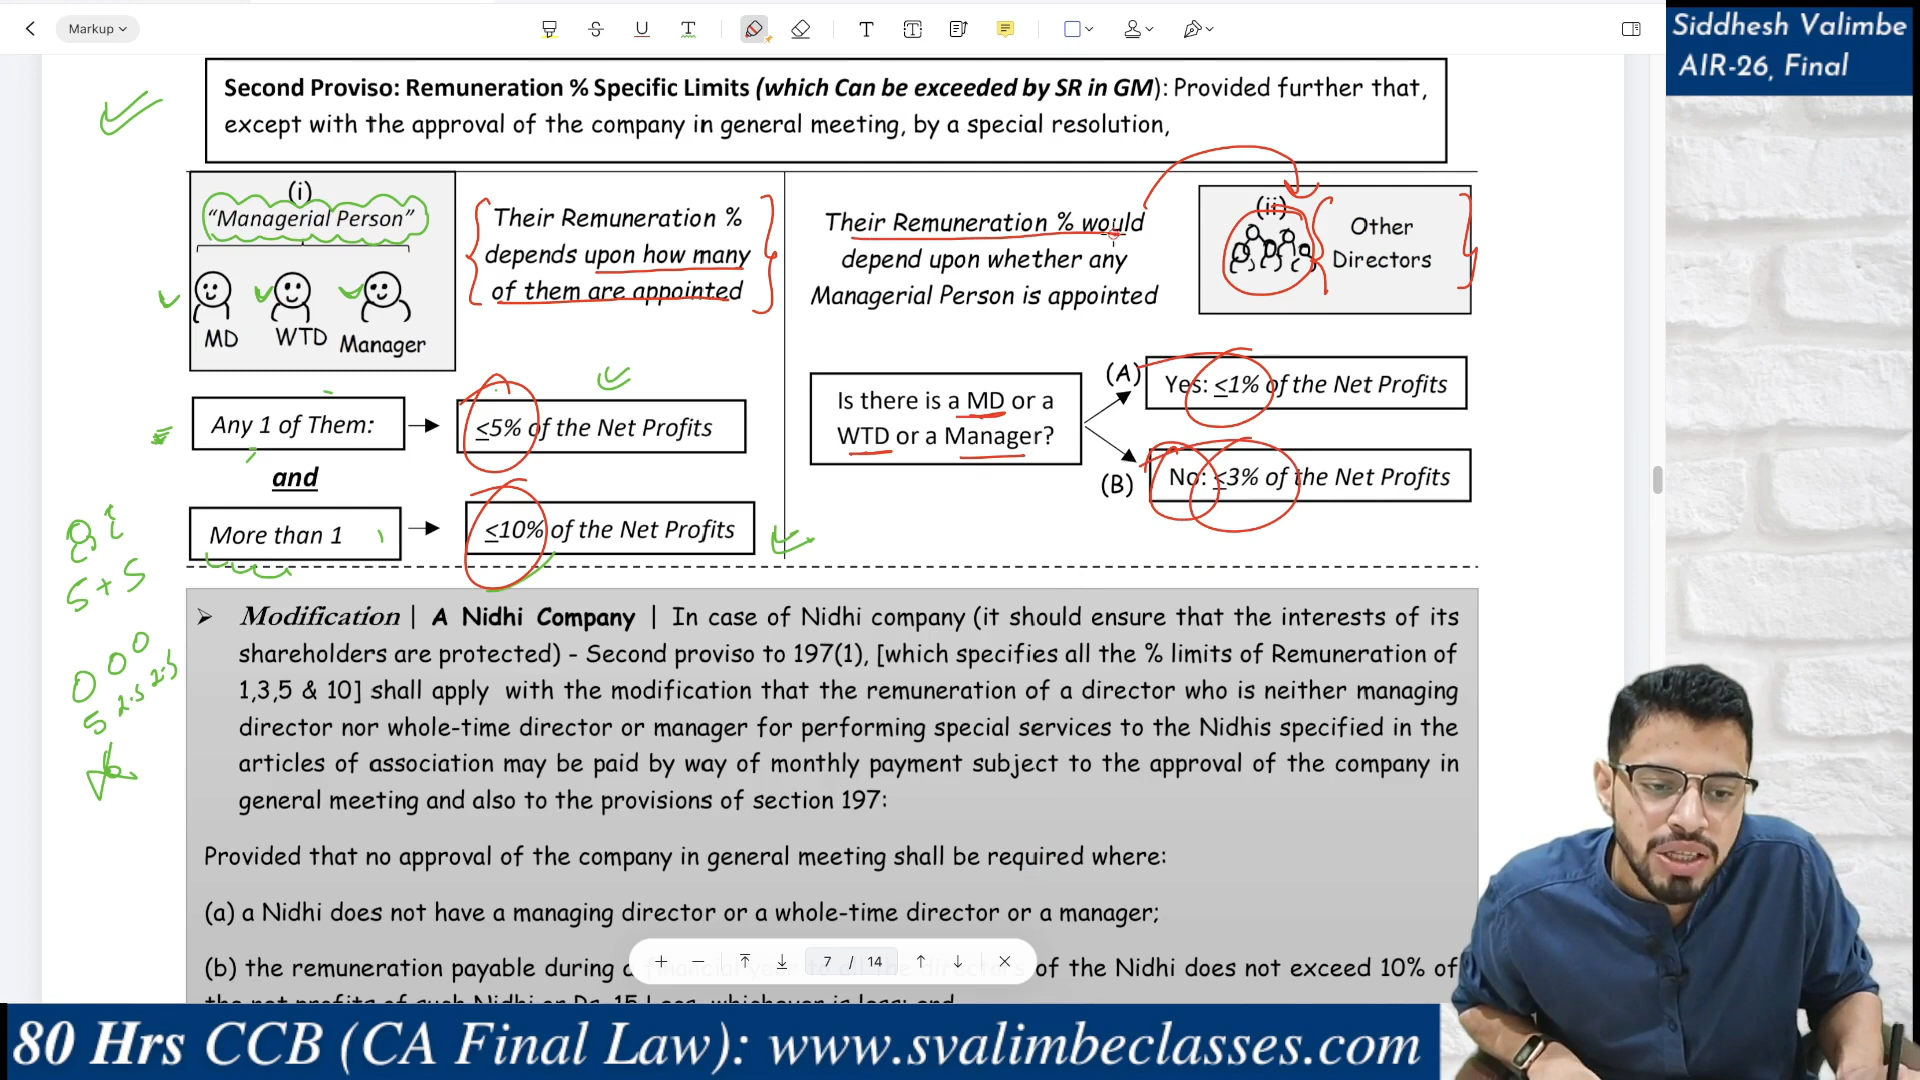 Markup
Siddhesh Valimbe
AIR-26, Final
Second Proviso: Remuneration % Specific Limits (which Can be exceeded by SR in GM): Provided further that,
except with the approval of the company in general meeting, by a special resolution,
(i)
"Managerial Person"
MD
WTD
Manager
Their Remuneration %
depends upon how many
of them are appointed
Their Remuneration % would
depend upon whether any
Managerial Person is appointed
(ii)
Other
Directors
Any 1 of Them:
≤5% of the Net Profits
and
More than 1
≤10% of the Net Profits
Is there is a MD or a
WTD or a Manager?
(A)
Yes: ≤1% of the Net Profits
(B)
No: ≤3% of the Net Profits
5 + 5
5 2.5 2.5
➢ Modification | A Nidhi Company | In case of Nidhi company (it should ensure that the interests of its
shareholders are protected) - Second proviso to 197(1), [which specifies all the % limits of Remuneration of
1,3,5 & 10] shall apply with the modification that the remuneration of a director who is neither managing
director nor whole-time director or manager for performing special services to the Nidhis specified in the
articles of association may be paid by way of monthly payment subject to the approval of the company in
general meeting and also to the provisions of section 197:
Provided that no approval of the company in general meeting shall be required where:
(a) a Nidhi does not have a managing director or a whole-time director or a manager;
(b) the remuneration payable during a financial year to all the directors of the Nidhi does not exceed 10% of
7 / 14
80 Hrs CCB (CA Final Law): www.svalimbeclasses.com